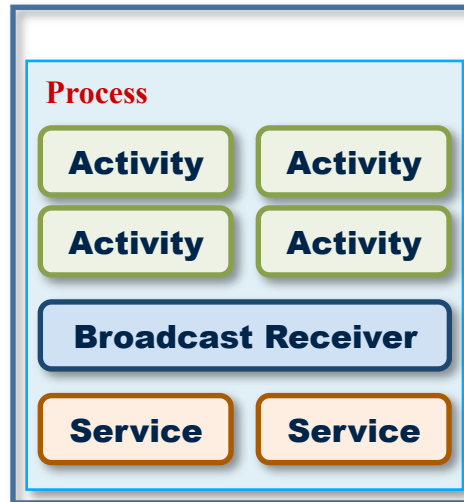 Process
Activity Activity
Activity Activity
Broadcast Receiver
Service Service